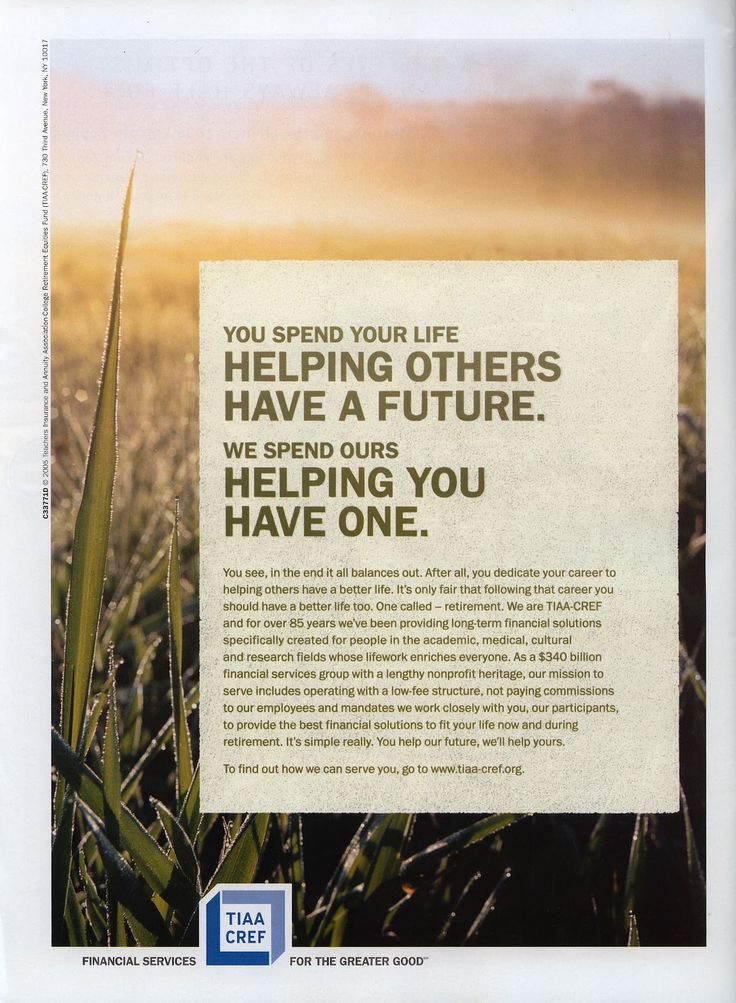 C33771D © 2005 Teachers Insurance and Annuity Association-College Retirement Equities Fund (TIAA-CREF), 730 Third Avenue, New York, NY 10017
YOU SPEND YOUR LIFE
HELPING OTHERS
HAVE A FUTURE.
WE SPEND OURS
HELPING YOU
HAVE ONE.
You see, in the end it all balances out. After all, you dedicate your career to
helping others have a better life. It's only fair that following that career you
should have a better life too. One called – retirement. We are TIAA-CREF
and for over 85 years we've been providing long-term financial solutions
specifically created for people in the academic, medical, cultural
and research fields whose lifework enriches everyone. As a $340 billion
financial services group with a lengthy nonprofit heritage, our mission to
serve includes operating with a low-fee structure, not paying commissions
to our employees and mandates we work closely with you, our participants,
to provide the best financial solutions to fit your life now and during
retirement. It's simple really. You help our future, we'll help yours.
To find out how we can serve you, go to www.tiaa-cref.org.
TIAA
CREF
FINANCIAL SERVICES FOR THE GREATER GOOD℠